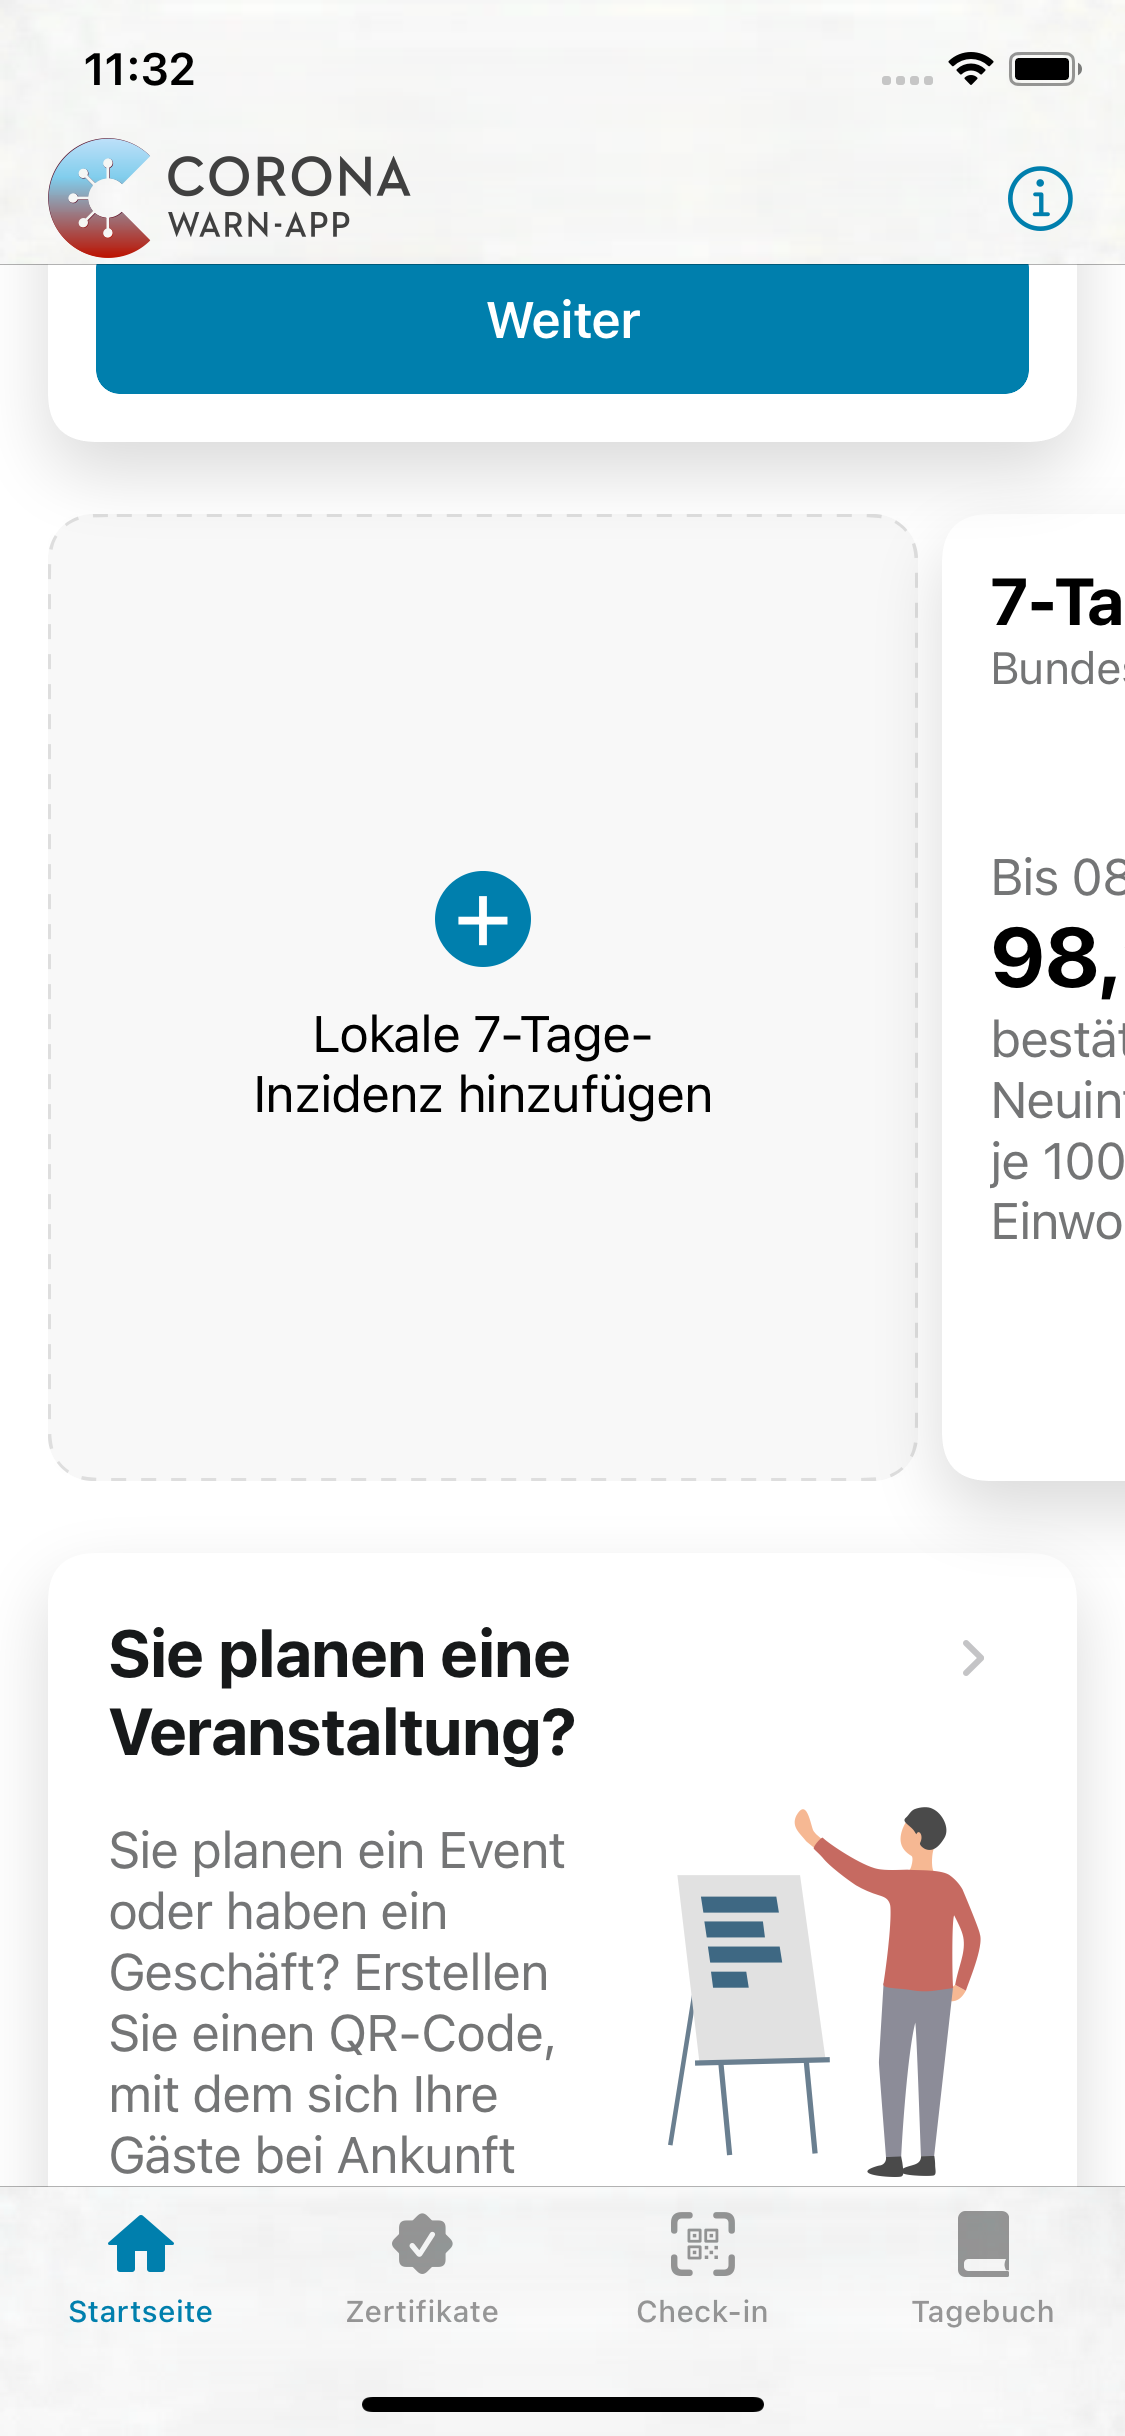 11:32
CORONA
WARN-APP
Weiter
Lokale 7-Tage-
Inzidenz hinzufügen
7-Ta
Bundes
Bis 08
98,
bestät
Neuinf
je 100
Einwo
Sie planen eine
Veranstaltung?
Sie planen ein Event
oder haben ein
Geschäft? Erstellen
Sie einen QR-Code,
mit dem sich Ihre
Gäste bei Ankunft
Startseite
Zertifikate
Check-in
Tagebuch